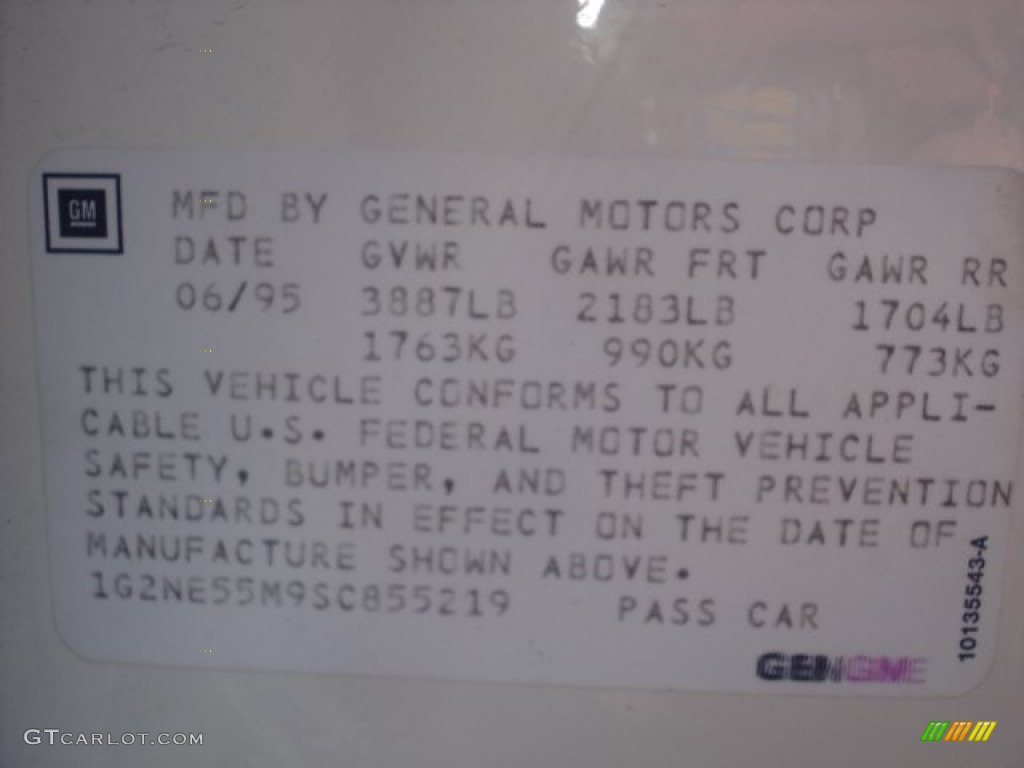 GM
MFD BY GENERAL MOTORS CORP
DATE GVWR GAWR FRT GAWR RR
06/95 3887LB 2183LB 1704LB
1763KG 990KG 773KG
THIS VEHICLE CONFORMS TO ALL APPLI-
CABLE U.S. FEDERAL MOTOR VEHICLE
SAFETY, BUMPER, AND THEFT PREVENTION
STANDARDS IN EFFECT ON THE DATE OF
MANUFACTURE SHOWN ABOVE.
1G2NE55M9SC855219 PASS CAR
10135543-A
GTCARLOT.COM